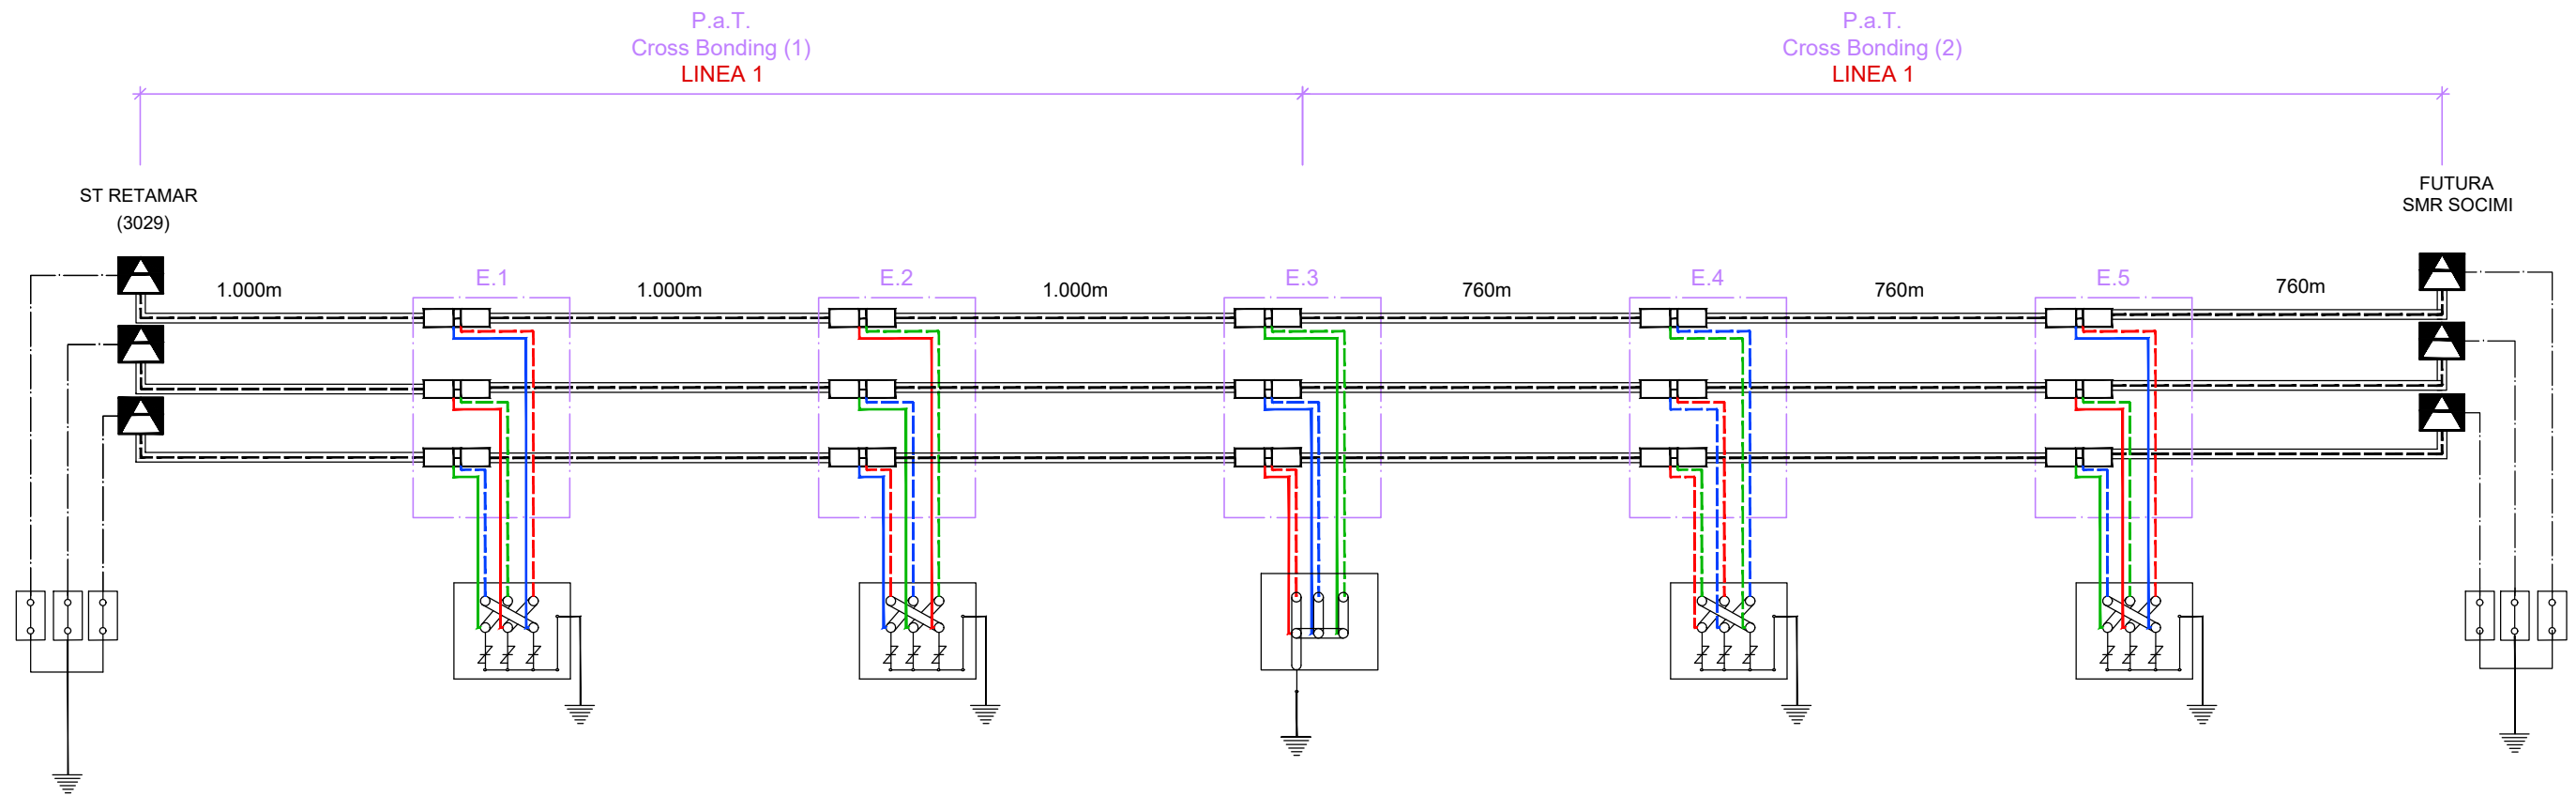 P.a.T.
Cross Bonding (1)
LINEA 1
P.a.T.
Cross Bonding (2)
LINEA 1
ST RETAMAR
(3029)
FUTURA
SMR SOCIMI
1.000m
E.1
1.000m
E.2
1.000m
E.3
760m
E.4
760m
E.5
760m